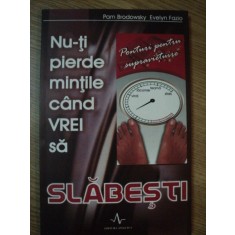 Pam Brodowsky Evelyn Fazio
Nu-ți
pierde
mințile
când
VREI
să
Ponturi pentru
supraviețuire
SLĂBEȘTI